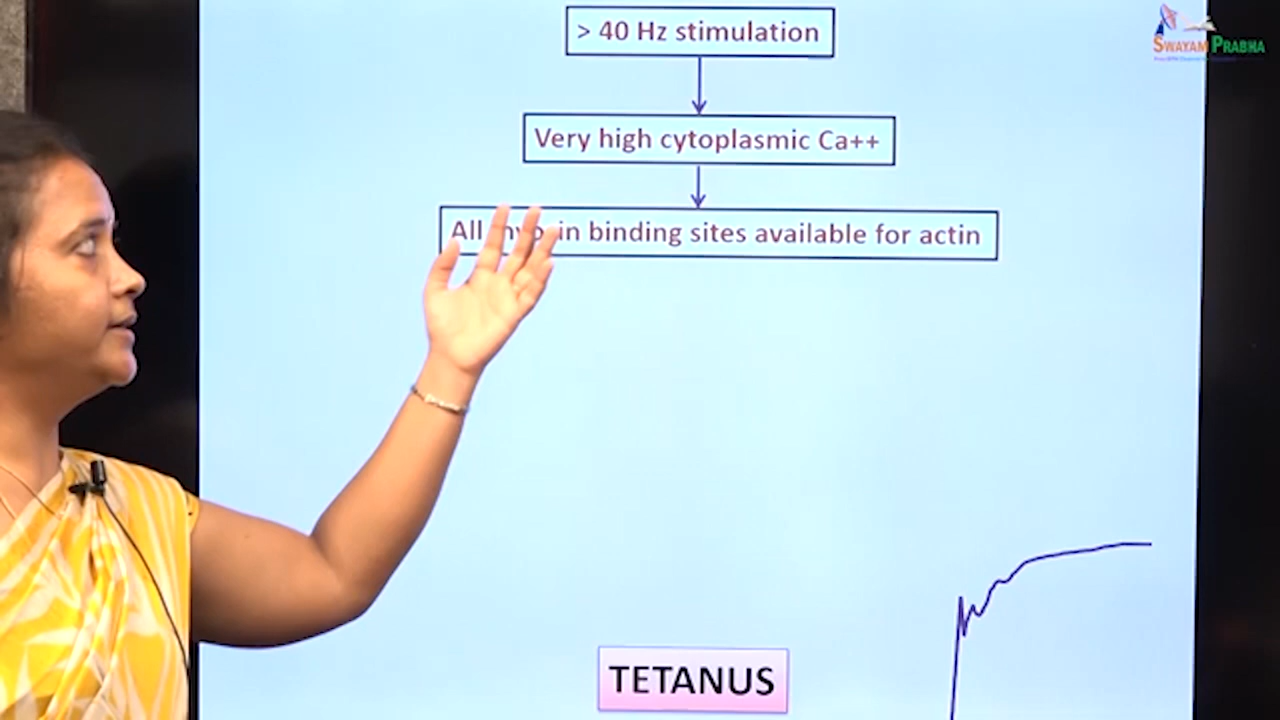 > 40 Hz stimulation
SWAYAM PRABHA
Very high cytoplasmic Ca++
All binding sites available for actin
TETANUS